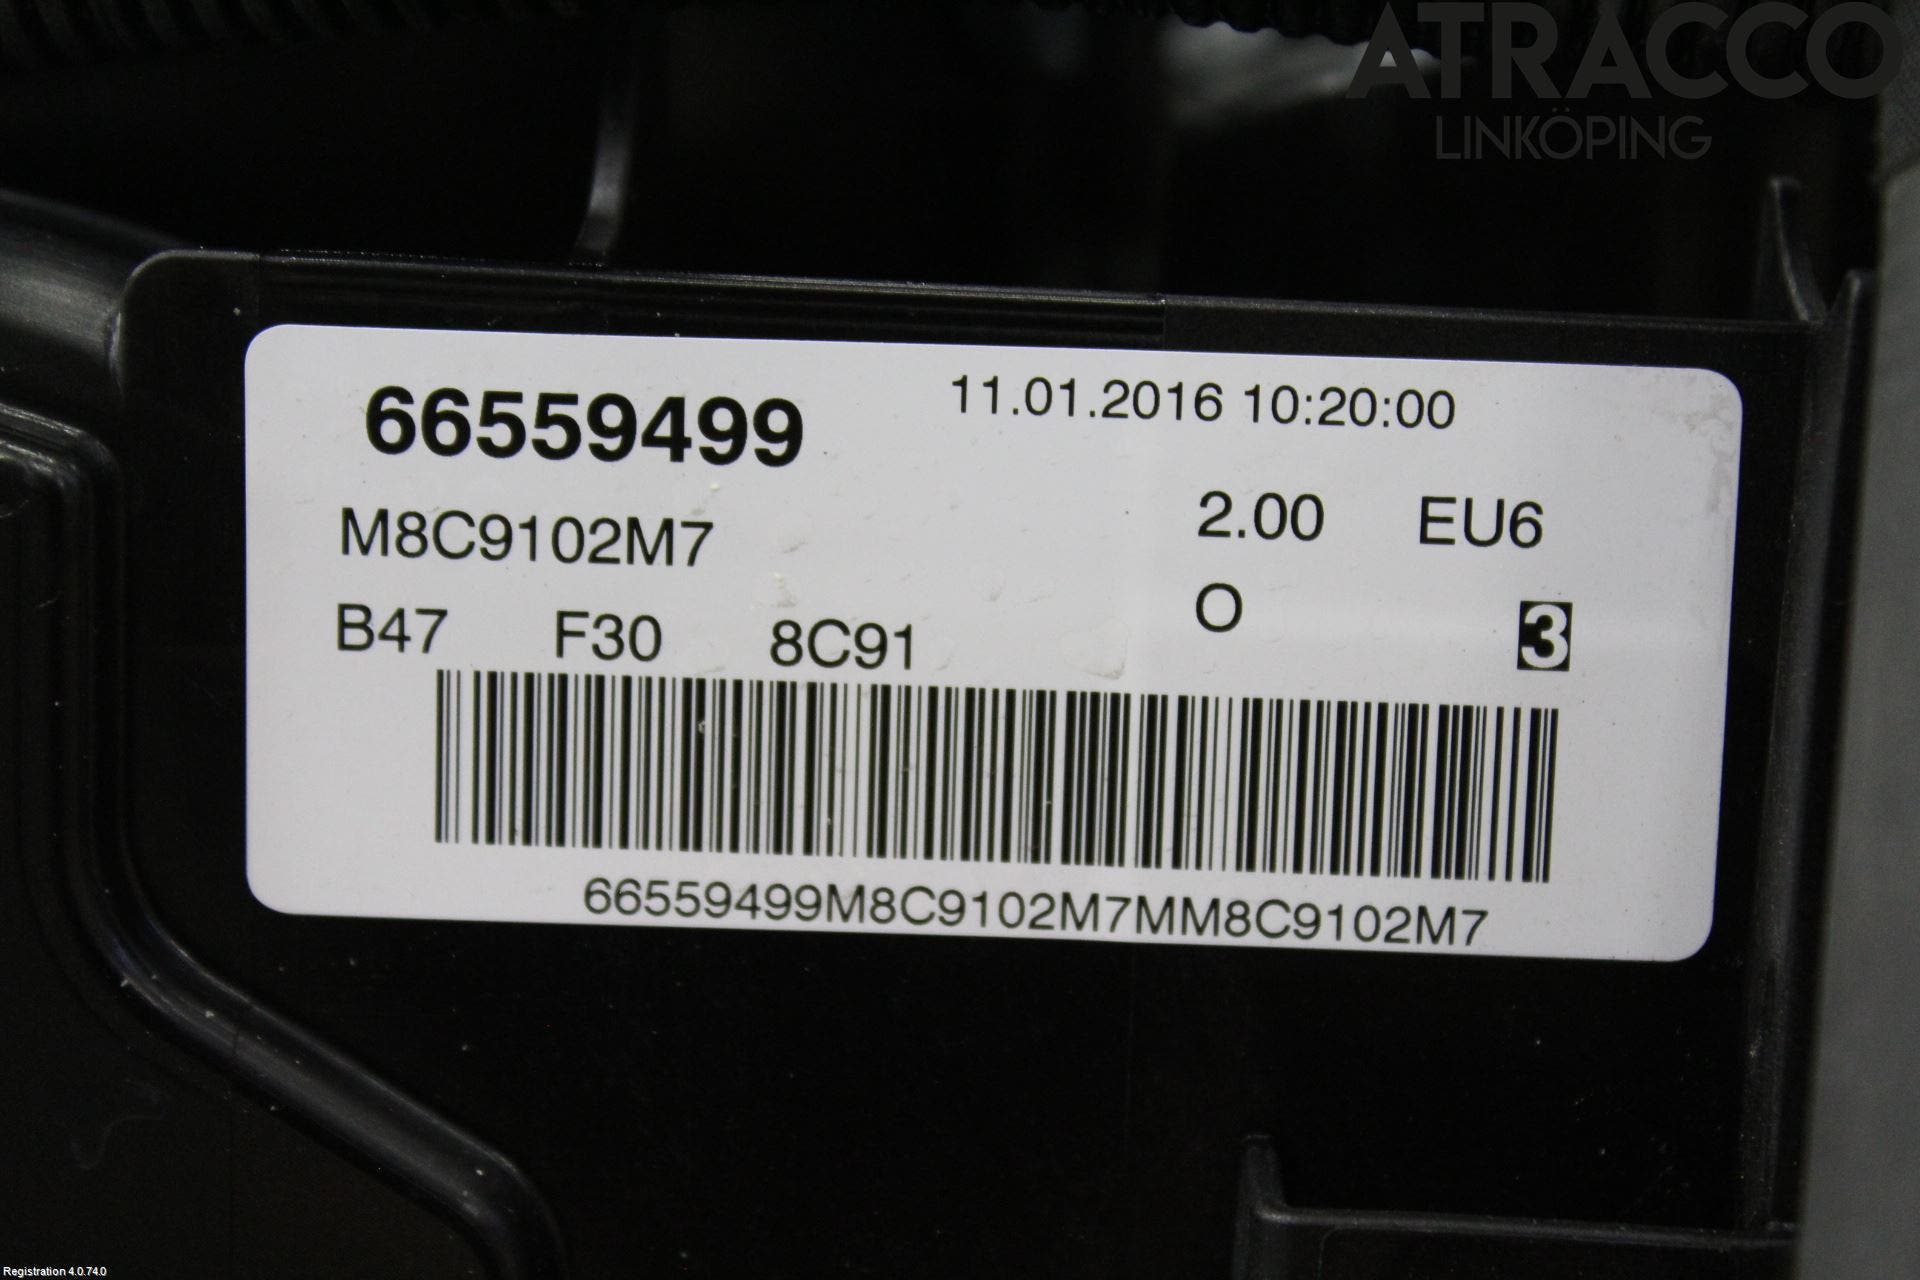 ATRACCO
LINKÖPING
66559499 11.01.2016 10:20:00
M8C9102M7 2.00 EU6
B47 F30 8C91 O 3
66559499M8C9102M7MM8C9102M7
Registration 4.0.74.0